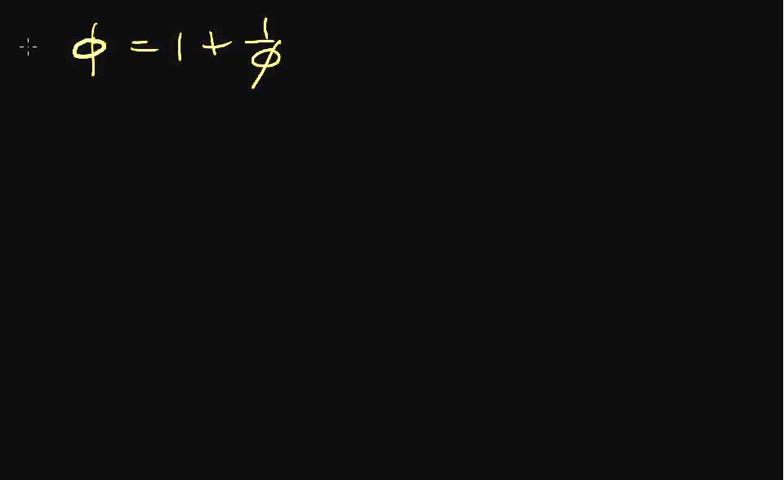 ϕ = 1 + 1/ϕ